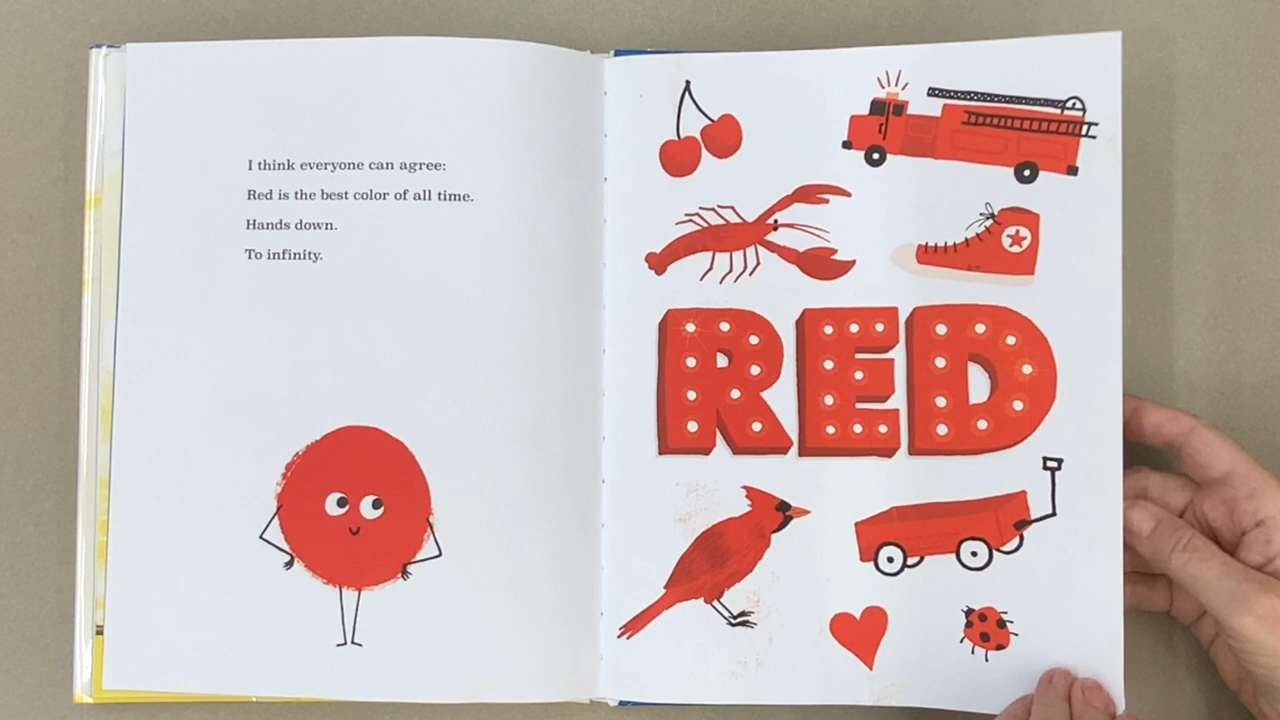 I think everyone can agree:
Red is the best color of all time.
Hands down.
To infinity.
RED